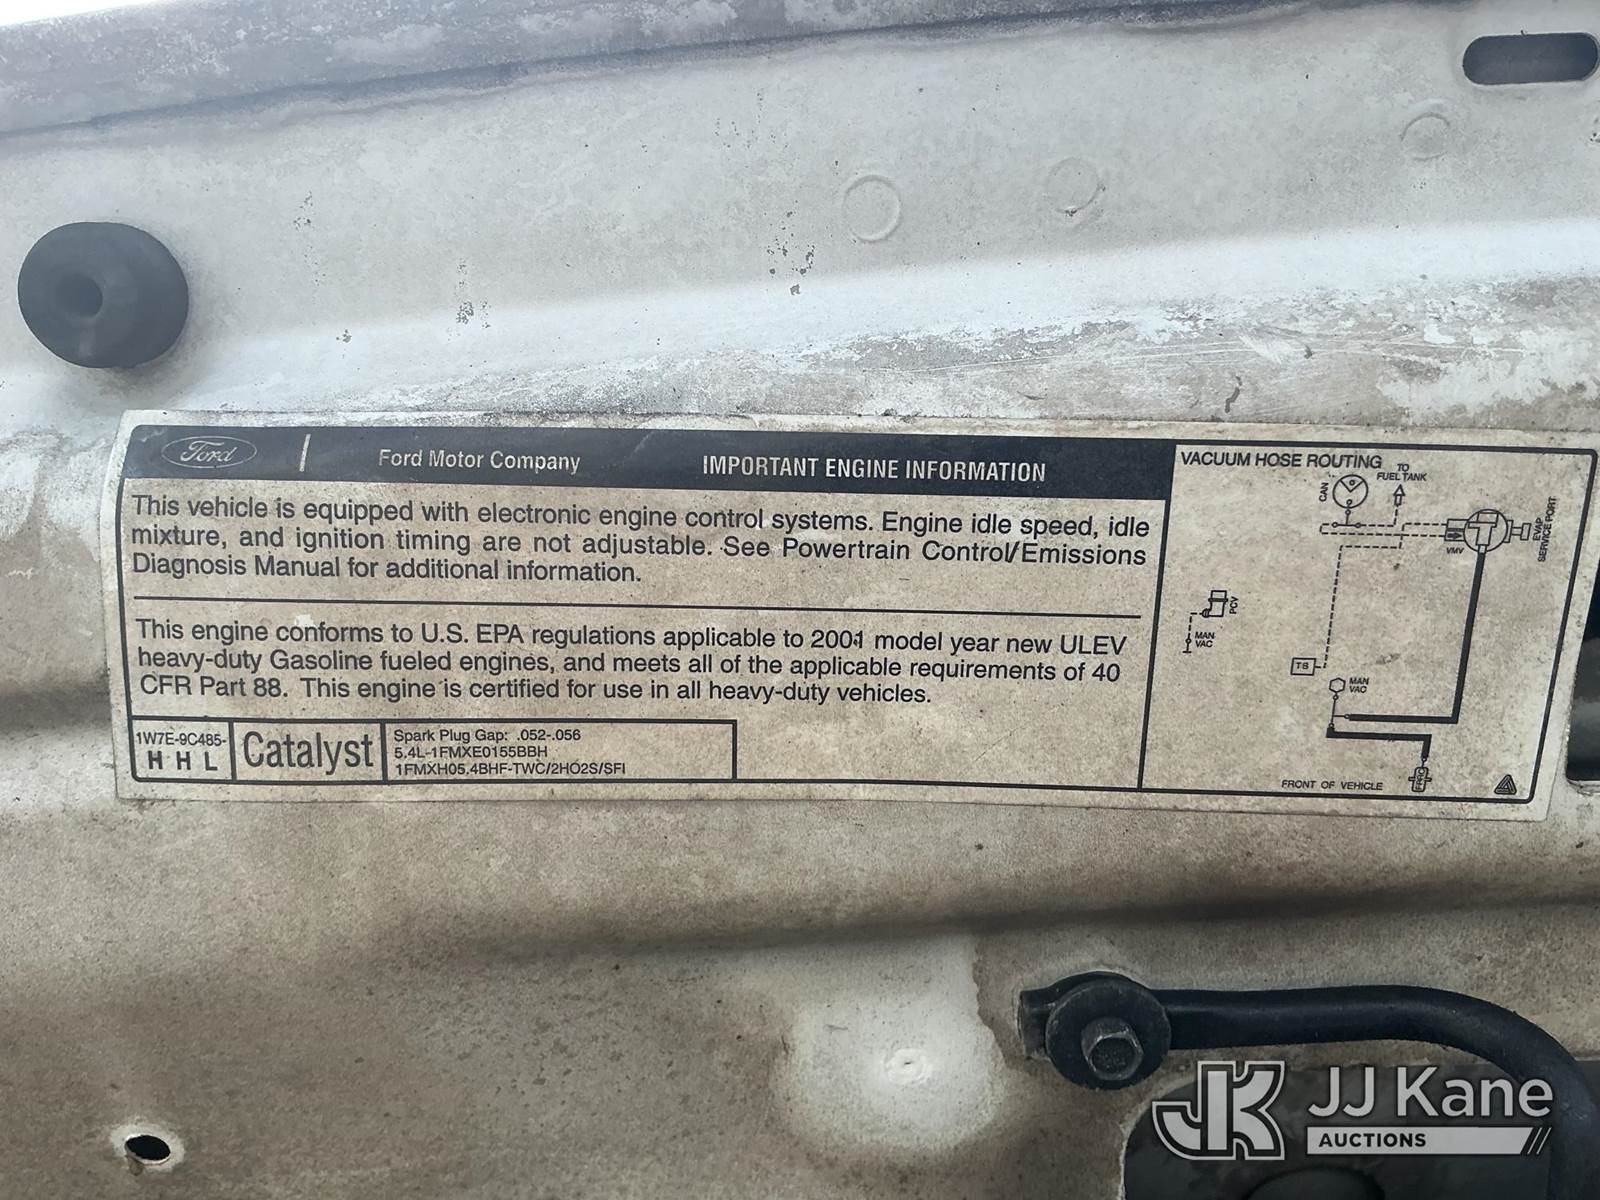 Ford
Ford Motor Company IMPORTANT ENGINE INFORMATION
This vehicle is equipped with electronic engine control systems. Engine idle speed, idle
mixture, and ignition timing are not adjustable. See Powertrain Control/Emissions
Diagnosis Manual for additional information.
This engine conforms to U.S. EPA regulations applicable to 2001 model year new ULEV
heavy-duty Gasoline fueled engines, and meets all of the applicable requirements of 40
CFR Part 88. This engine is certified for use in all heavy-duty vehicles.
1W7E-9C485-
H H L
Catalyst
Spark Plug Gap: .052-.056
5.4L-1FMXE0155BBH
1FMXH05.4BHF-TWC/2HO2S/SFI
VACUUM HOSE ROUTING
TO
FUEL TANK
CAN
VMV
EVAP
SERVICE PORT
PCV
MAN
VAC
TB
MAN
VAC
FRONT OF VEHICLE
JK
JJ Kane
AUCTIONS